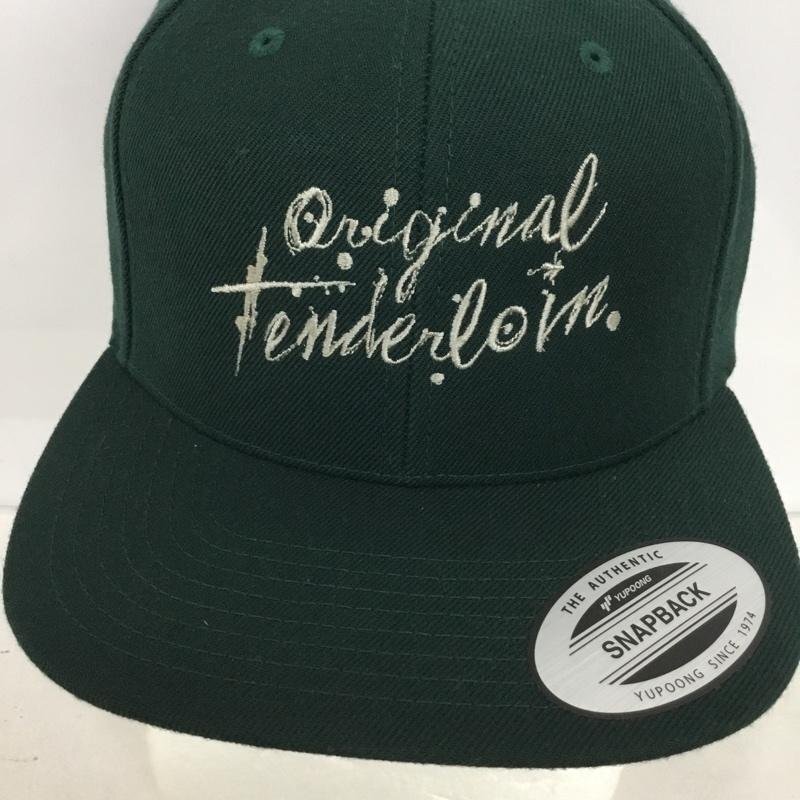 Original
Tenderloin.
THE AUTHENTIC
YUPOONG
SNAPBACK
YUPOONG SINCE 1974